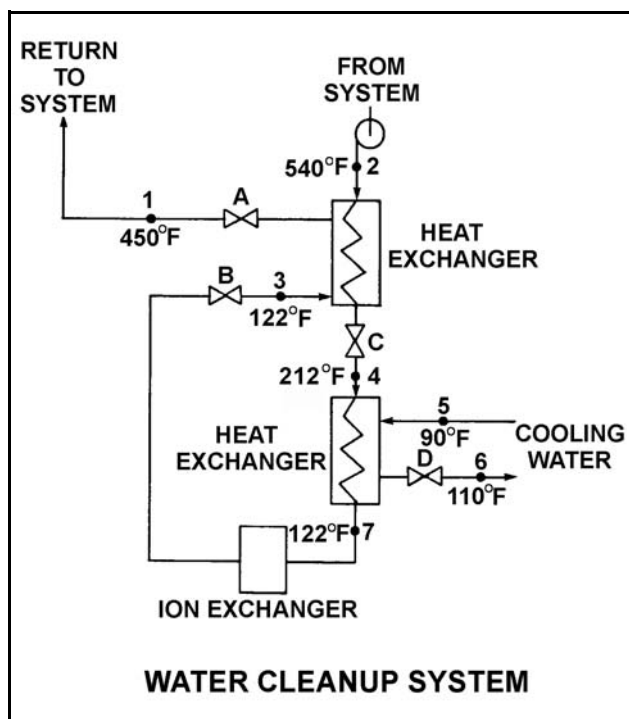 RETURN
TO
SYSTEM
FROM
SYSTEM
540°F 2
1
A
450°F
HEAT
EXCHANGER
B
3
122°F
C
212°F 4
HEAT
EXCHANGER
5
90°F
COOLING
WATER
D
6
110°F
122°F 7
ION EXCHANGER
WATER CLEANUP SYSTEM